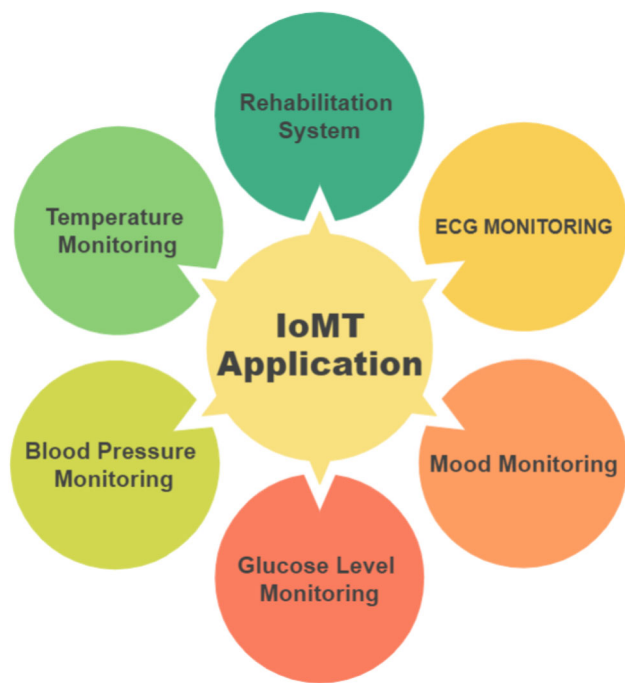 Rehabilitation
System
Temperature
Monitoring
ECG MONITORING
IoMT
Application
Blood Pressure
Monitoring
Mood Monitoring
Glucose Level
Monitoring